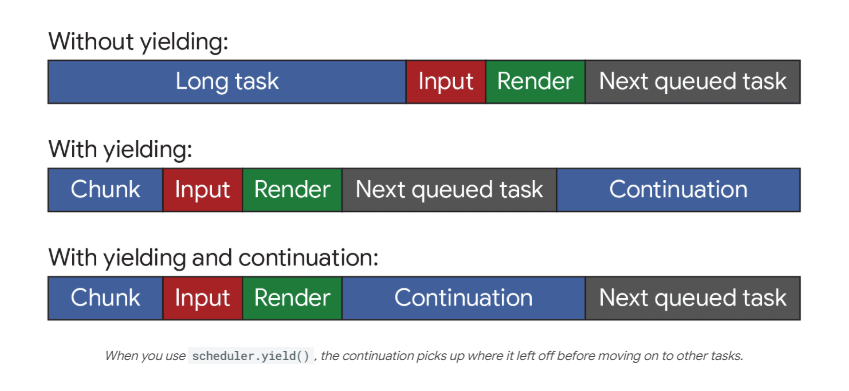 Without yielding:
Long task Input Render Next queued task
With yielding:
Chunk Input Render Next queued task Continuation
With yielding and continuation:
Chunk Input Render Continuation Next queued task
When you use scheduler.yield() , the continuation picks up where it left off before moving on to other tasks.